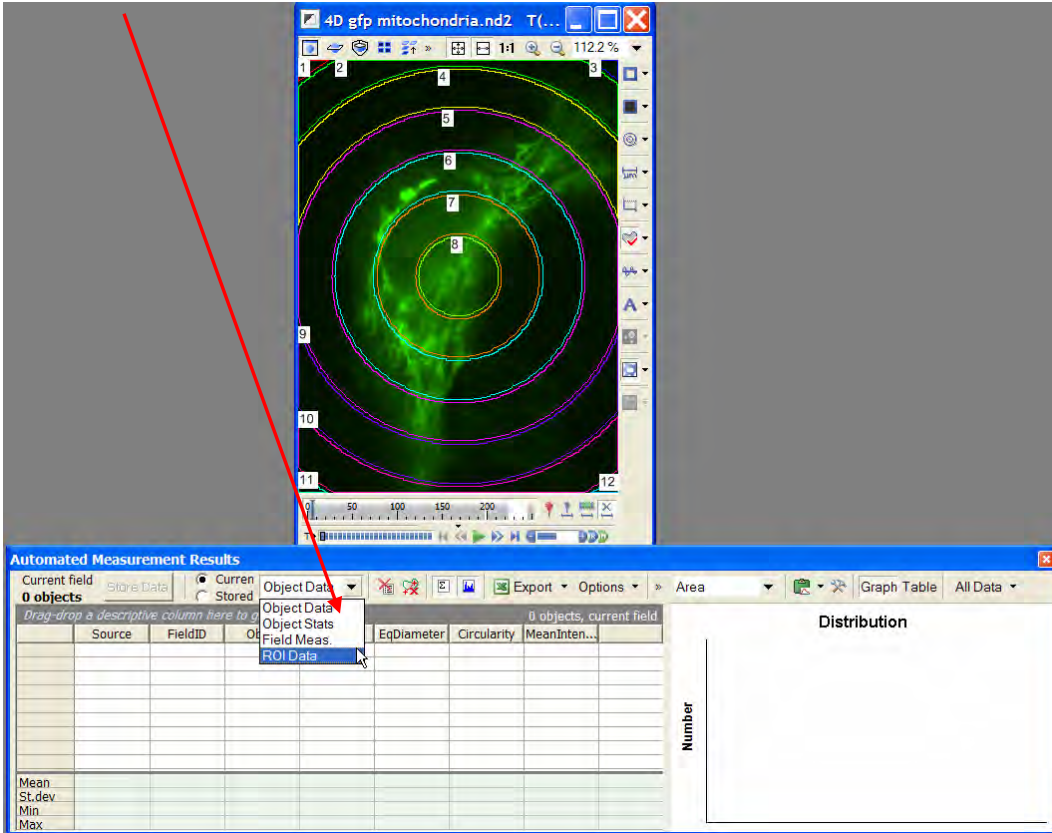 4D gfp mitochondria.nd2 T(...
» 1:1 112.2 %
1 2 3
4
5
6
7
8
9
10
11 12
µm
A
0 50 100 150 200
T
Automated Measurement Results
Current field
0 objects
Store Data
Curren
Stored
Object Data
Σ
Export Options » Area Graph Table All Data
Object Data
Object Stats
Field Meas.
ROI Data
Drag-drop a descriptive column here to g
0 objects, current field
Source FieldID Ob EqDiameter Circularity MeanInten...
Mean
St.dev
Min
Max
Distribution
Number